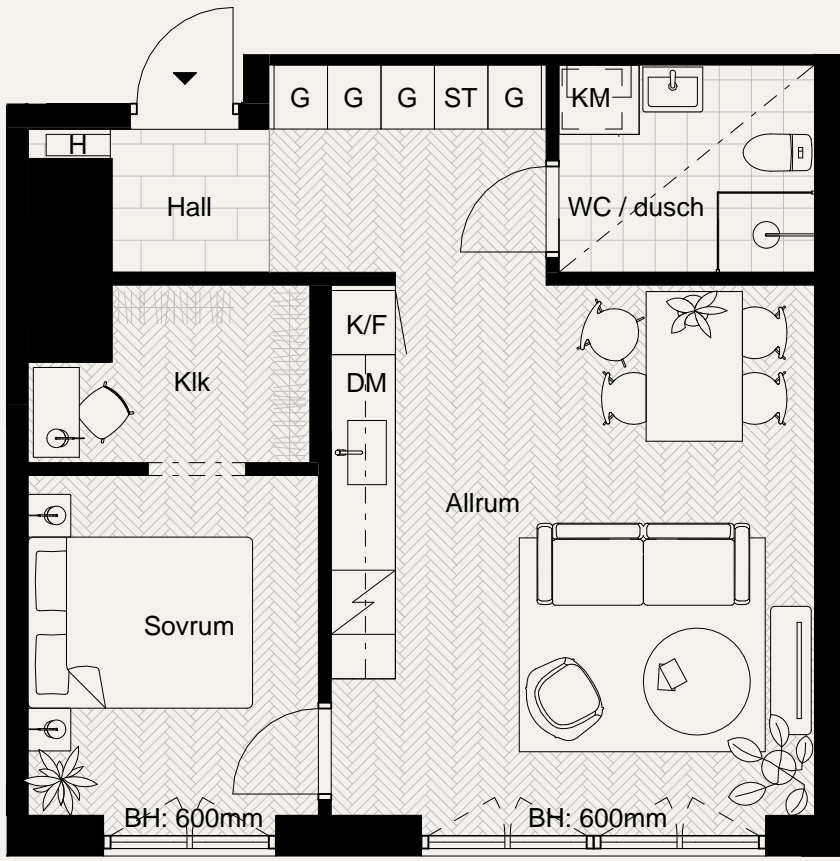 G G G ST G
KM
H
Hall
WC / dusch
K/F
Klk
DM
Allrum
Sovrum
BH: 600mm
BH: 600mm